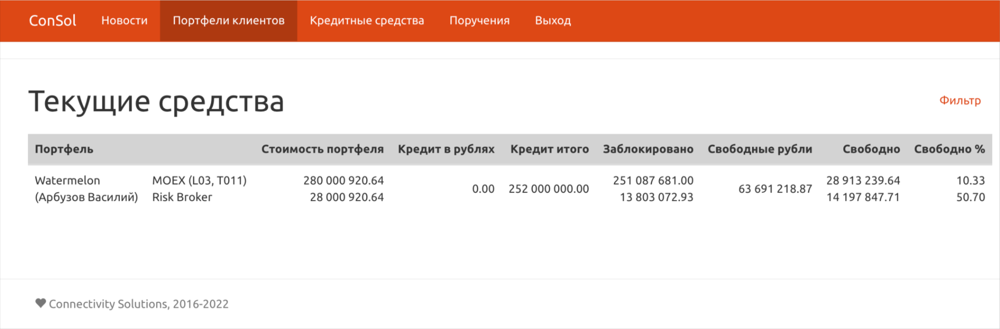 ConSol Новости Портфели клиентов Кредитные средства Поручения Выход
Текущие средства
Фильтр
Портфель Стоимость портфеля Кредит в рублях Кредит итого Заблокировано Свободные рубли Свободно Свободно %
Watermelon MOEX (L03, T011) 280 000 920.64 251 087 681.00 28 913 239.64 10.33
0.00 252 000 000.00 63 691 218.87
(Арбузов Василий) Risk Broker 28 000 920.64 13 803 072.93 14 197 847.71 50.70
Connectivity Solutions, 2016-2022